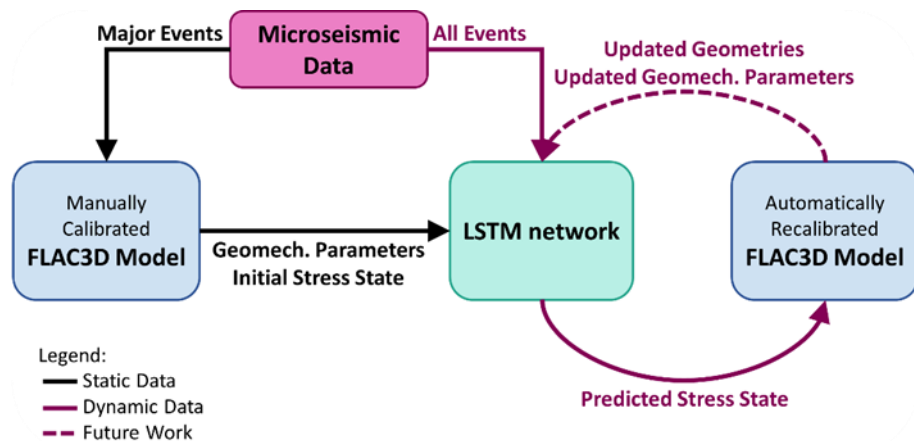 Major Events
Microseismic
Data
All Events
Updated Geometries
Updated Geomech. Parameters
Manually
Calibrated
FLAC3D Model
Geomech. Parameters
Initial Stress State
LSTM network
Automatically
Recalibrated
FLAC3D Model
Predicted Stress State
Legend:
Static Data
Dynamic Data
Future Work